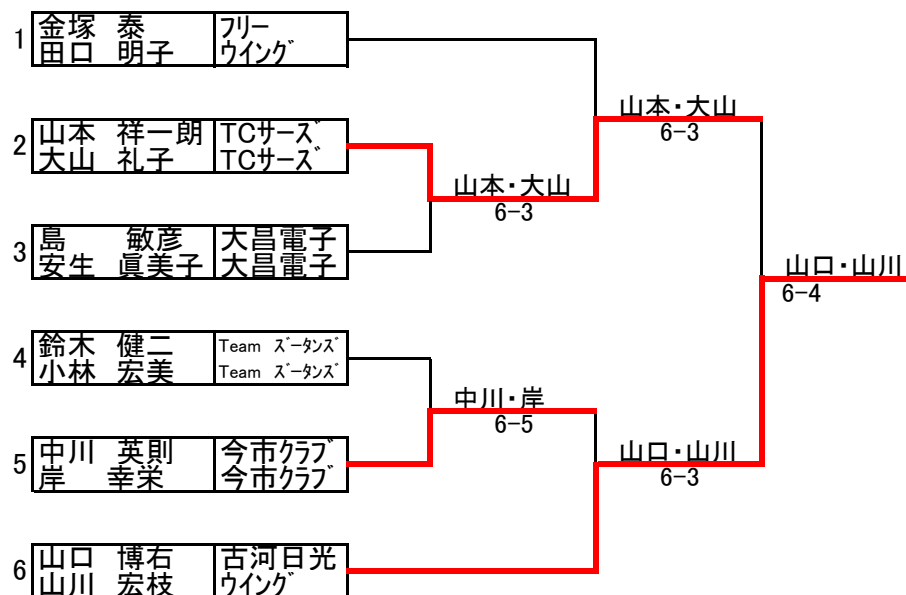 1 金塚 泰 フリー
田口 明子 ウイング
2 山本 祥一朗 TCサーズ
大山 礼子 TCサーズ
3 島 敏彦 大昌電子
安生 眞美子 大昌電子
4 鈴木 健二 Team ズータンズ
小林 宏美 Team ズータンズ
5 中川 英則 今市クラブ
岸 幸栄 今市クラブ
6 山口 博右 古河日光
山川 宏枝 ウイング
山本・大山
6-3
中川・岸
6-5
山本・大山
6-3
山口・山川
6-3
山口・山川
6-4